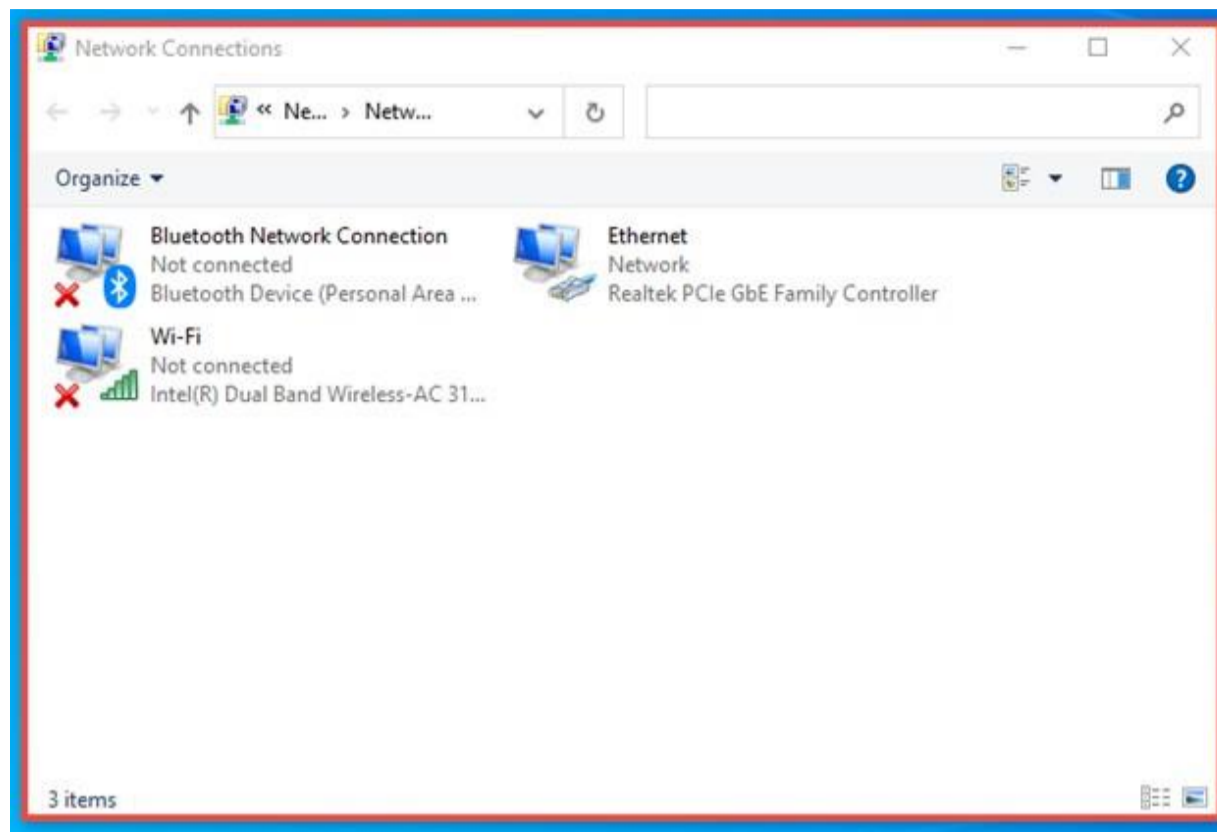 Network Connections
« Ne... › Netw...
Organize
Bluetooth Network Connection
Not connected
Bluetooth Device (Personal Area ...
Ethernet
Network
Realtek PCIe GbE Family Controller
Wi-Fi
Not connected
Intel(R) Dual Band Wireless-AC 31...
3 items